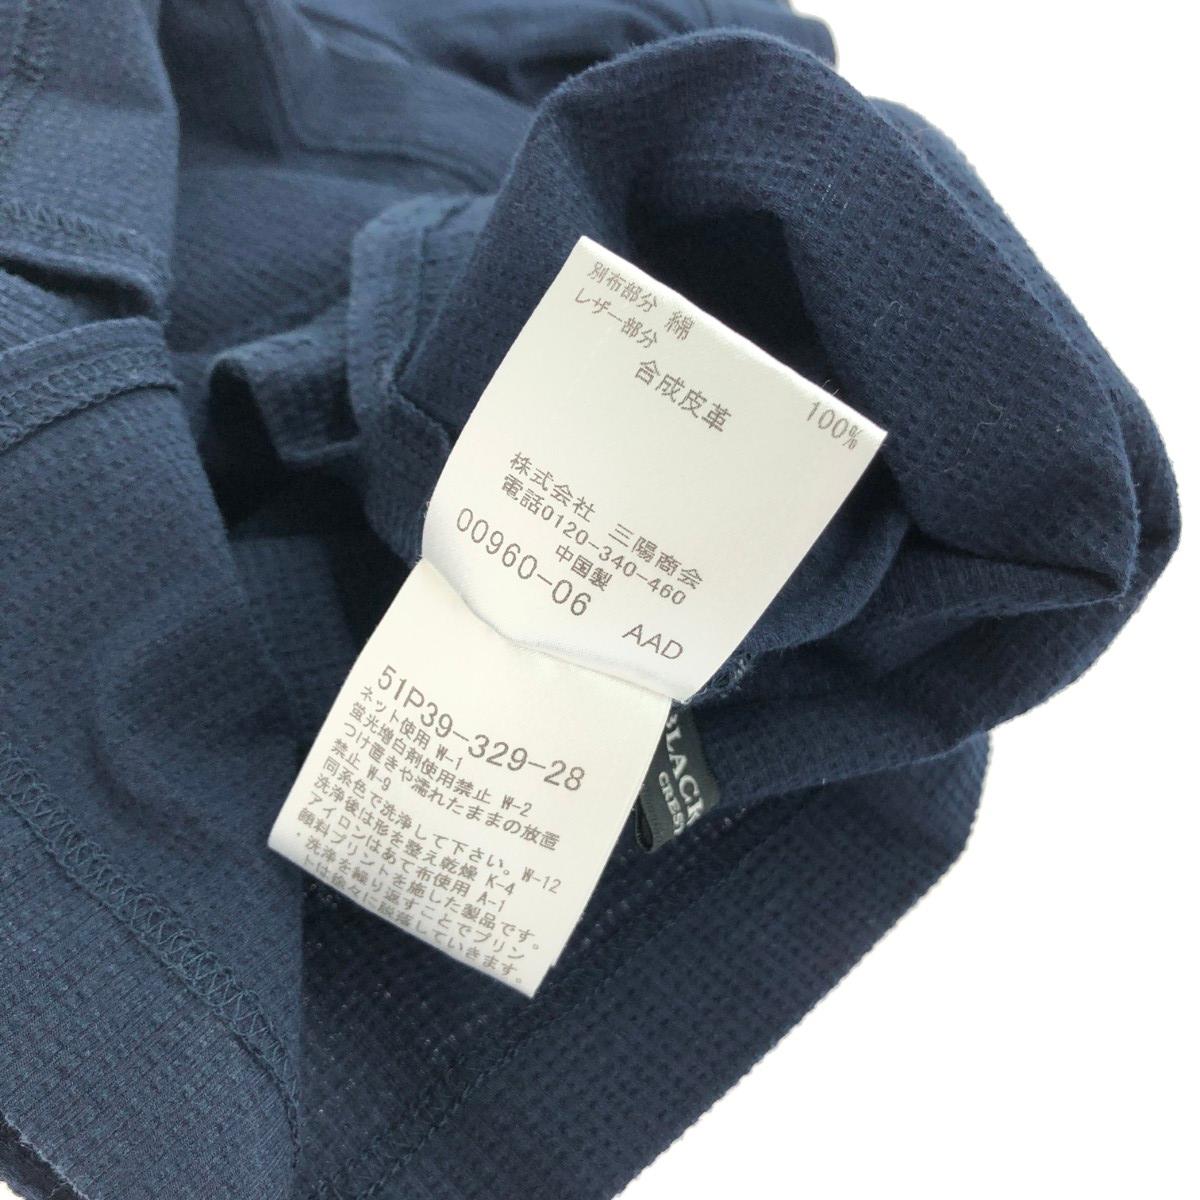 別布部分 綿 100%
レザー部分
合成皮革
株式会社 三陽商会
電話0120-340-460
中国製
00960-06 AAD
51P39-329-28
ネット使用 W-1
蛍光増白剤使用禁止 W-2
つけ置きや濡れたままの放置
禁止 W-9
同系色で洗浄して下さい。W-12
洗浄後は形を整え乾燥 K-4
アイロンはあて布使用 A-1
顔料プリントを施した製品です。
・洗浄を繰り返すことでプリン
トは徐々に脱落していきます。
BLACK
CREST